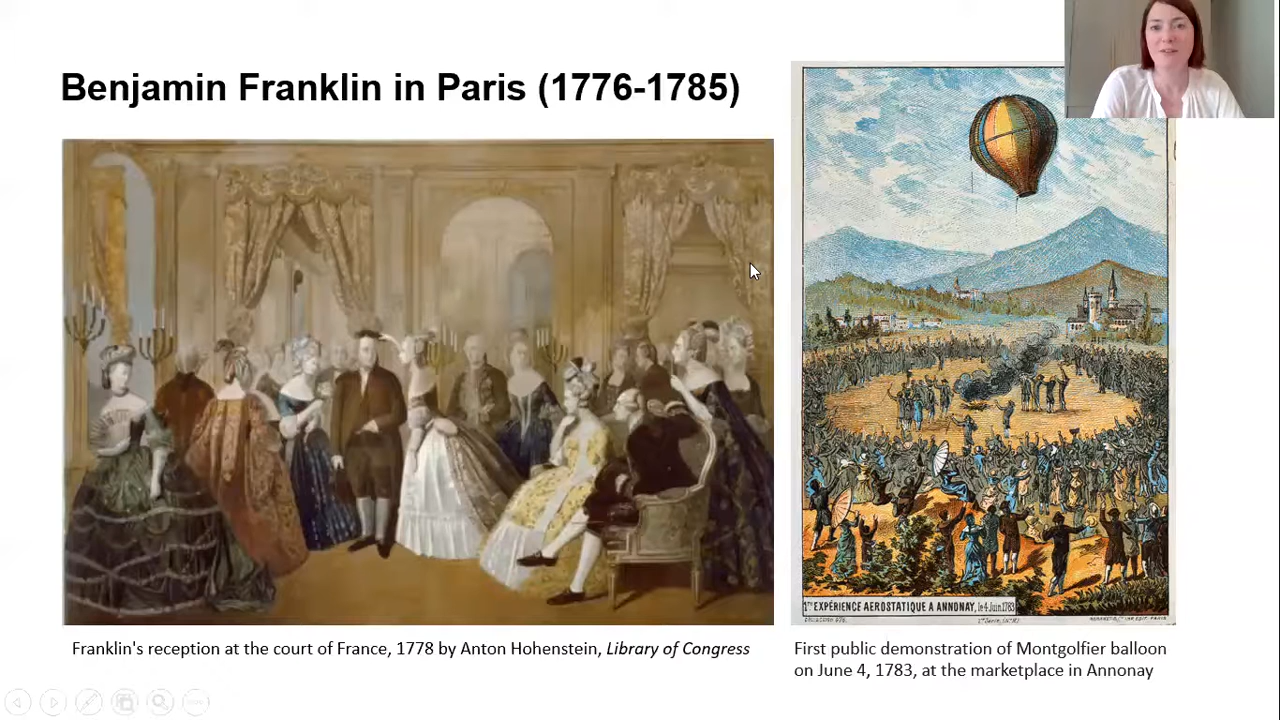 Benjamin Franklin in Paris (1776-1785)
1ère EXPÉRIENCE AEROSTATIQUE A ANNONAY, le 4 Juin 1783
Franklin's reception at the court of France, 1778 by Anton Hohenstein, Library of Congress
First public demonstration of Montgolfier balloon
on June 4, 1783, at the marketplace in Annonay